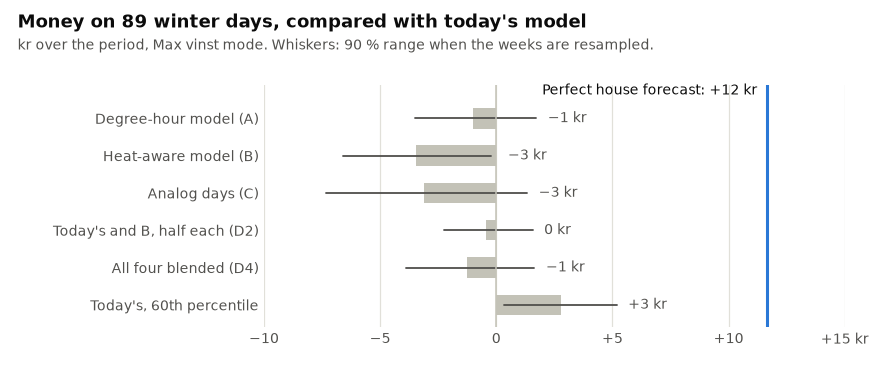 Money on 89 winter days, compared with today's model
kr over the period, Max vinst mode. Whiskers: 90 % range when the weeks are resampled.
Perfect house forecast: +12 kr
Degree-hour model (A) −1 kr
Heat-aware model (B) −3 kr
Analog days (C) −3 kr
Today's and B, half each (D2) 0 kr
All four blended (D4) −1 kr
Today's, 60th percentile +3 kr
−10 −5 0 +5 +10 +15 kr